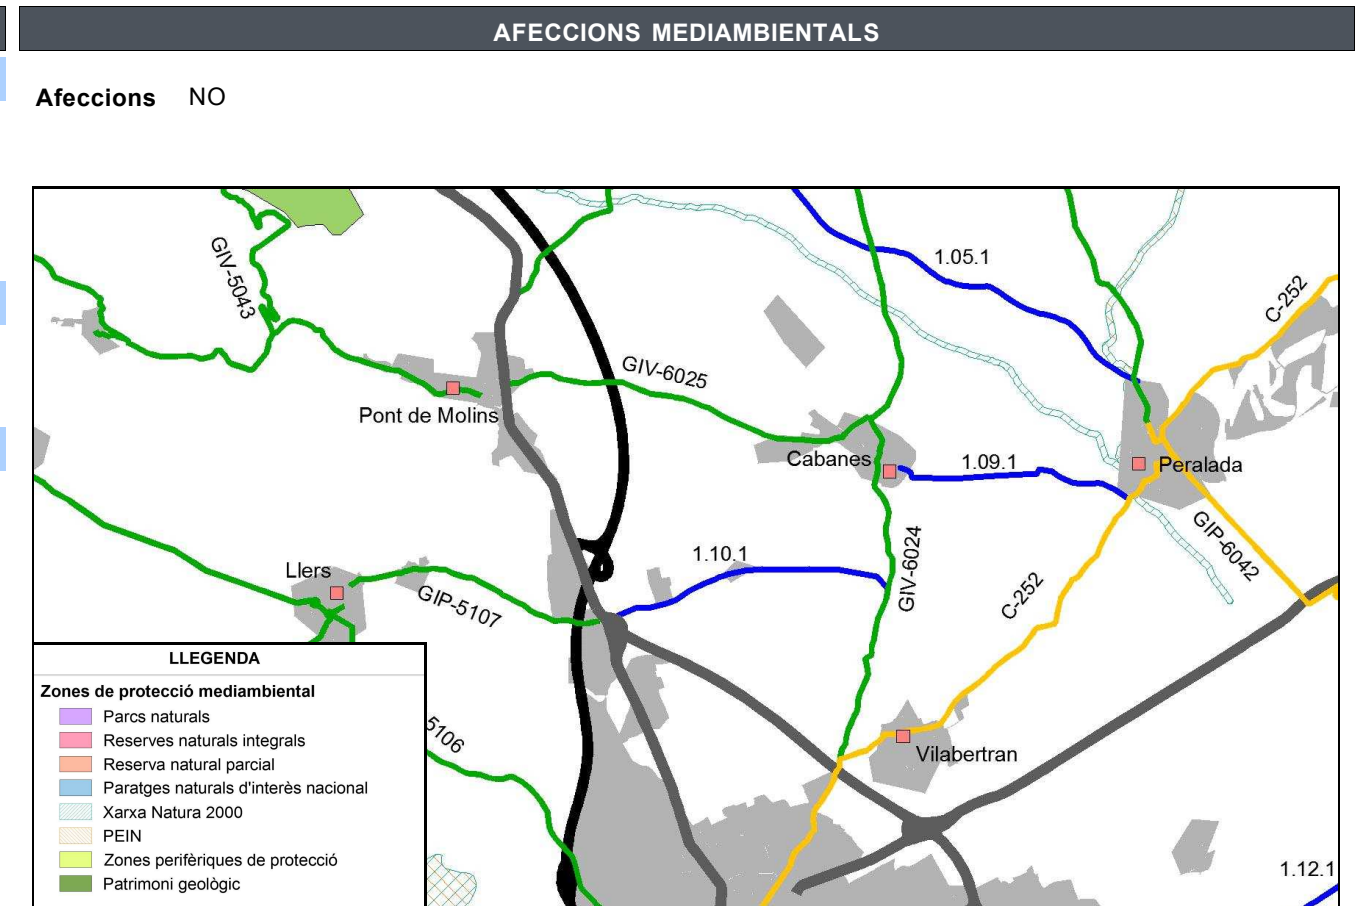 AFECCIONS MEDIAMBIENTALS
Afeccions NO
GIV-5043
1.05.1
C-252
GIV-6025
Pont de Molins
Cabanes
1.09.1
Peralada
GIP-6042
1.10.1
GIV-6024
Llers
GIP-5107
C-252
5106
Vilabertran
1.12.1
LLEGENDA
Zones de protecció mediambiental
Parcs naturals
Reserves naturals integrals
Reserva natural parcial
Paratges naturals d'interès nacional
Xarxa Natura 2000
PEIN
Zones perifèriques de protecció
Patrimoni geològic